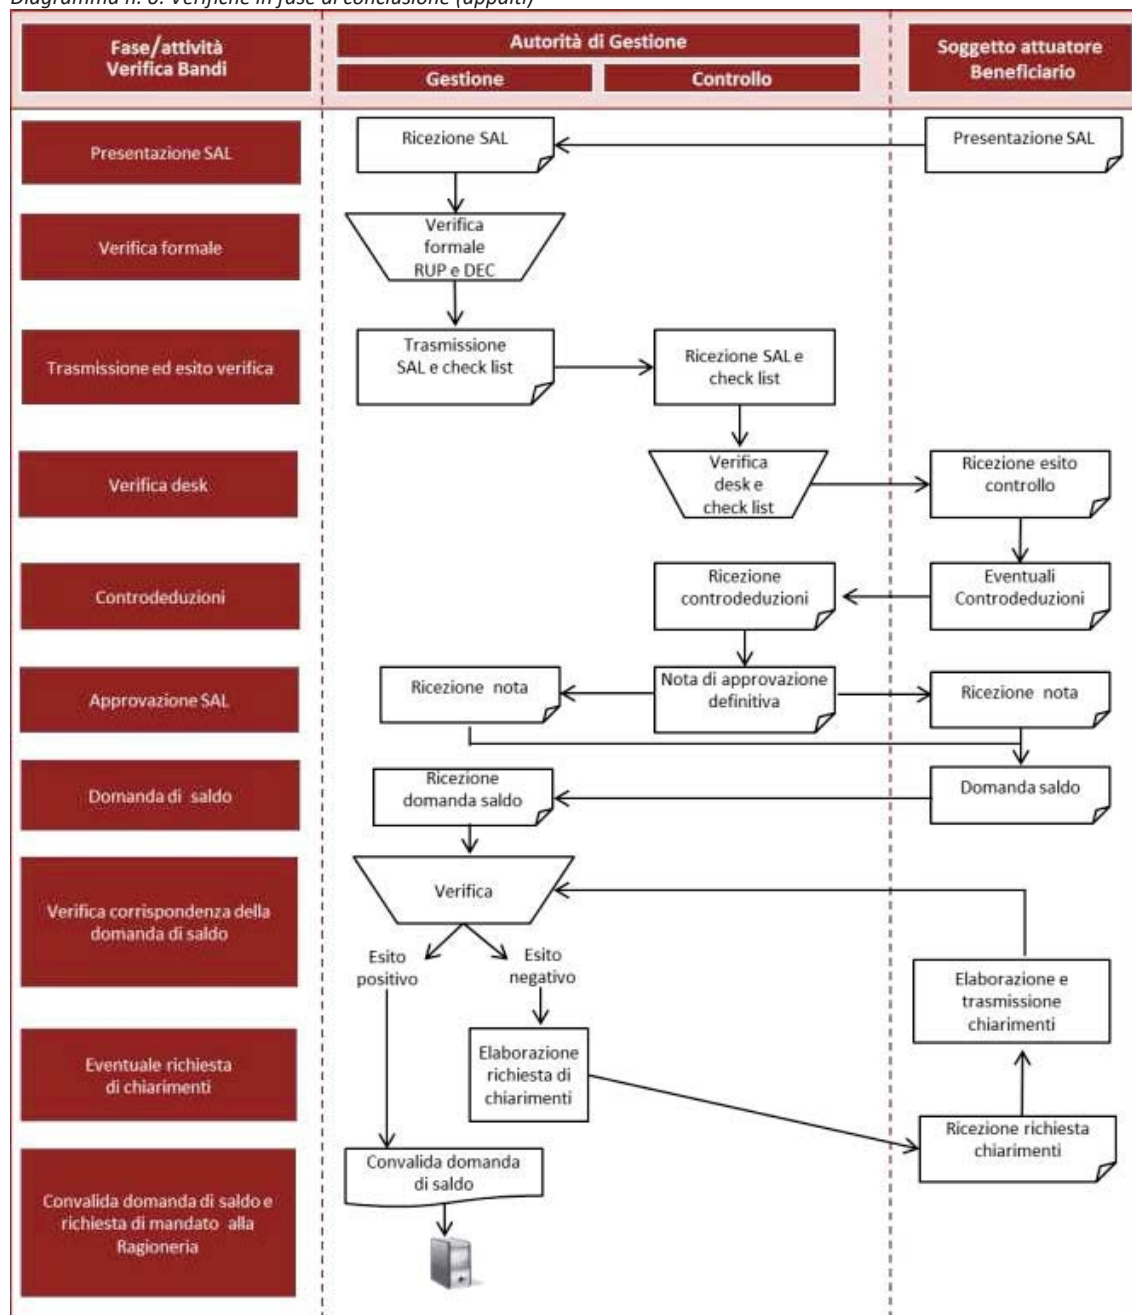 Diagramma n. 6: Verifiche in fase di conclusione (appalti)
Fase/attività
Verifica Bandi
Autorità di Gestione
Gestione
Controllo
Soggetto attuatore
Beneficiario
Presentazione SAL
Ricezione SAL
Presentazione SAL
Verifica formale
Verifica
formale
RUP e DEC
Trasmissione ed esito verifica
Trasmissione
SAL e check list
Ricezione SAL e
check list
Verifica desk
Verifica
desk e
check list
Ricezione esito
controllo
Controdeduzioni
Ricezione
controdeduzioni
Eventuali
Controdeduzioni
Approvazione SAL
Ricezione nota
Nota di approvazione
definitiva
Ricezione nota
Domanda di saldo
Ricezione
domanda saldo
Domanda saldo
Verifica corrispondenza della
domanda di saldo
Verifica
Esito
positivo
Esito
negativo
Elaborazione e
trasmissione
chiarimenti
Eventuale richiesta
di chiarimenti
Elaborazione
richiesta di
chiarimenti
Ricezione richiesta
chiarimenti
Convalida domanda di saldo e
richiesta di mandato alla
Ragioneria
Convalida domanda
di saldo